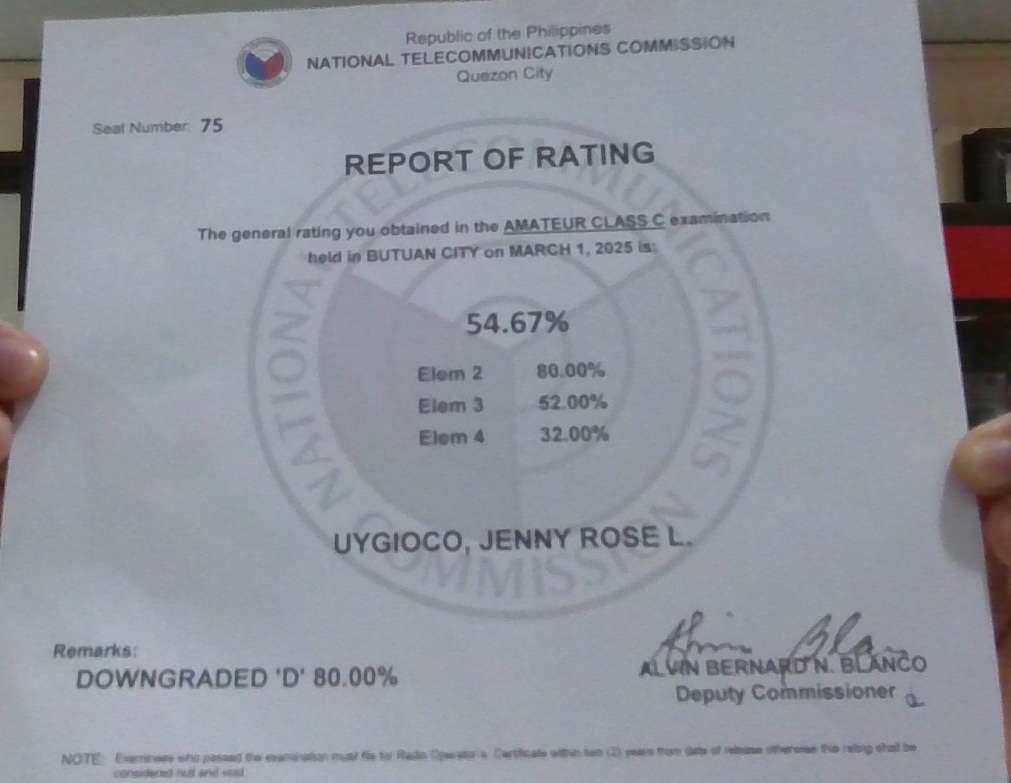 Republic of the Philippines
NATIONAL TELECOMMUNICATIONS COMMISSION
Quezon City
Seat Number: 75
REPORT OF RATING
The general rating you obtained in the AMATEUR CLASS C examination
held in BUTUAN CITY on MARCH 1, 2025 is:
54.67%
Elem 2 80.00%
Elem 3 52.00%
Elem 4 32.00%
UYGIOCO, JENNY ROSE L.
Remarks:
DOWNGRADED 'D' 80.00%
ALVIN BERNARD N. BLANCO
Deputy Commissioner
NOTE: Examinees who passed the examination must file for Radio Operator's Certificate within two (2) years from date of release otherwise this rating shall be
considered null and void.
NATIONAL TELECOMMUNICATIONS COMMISSION